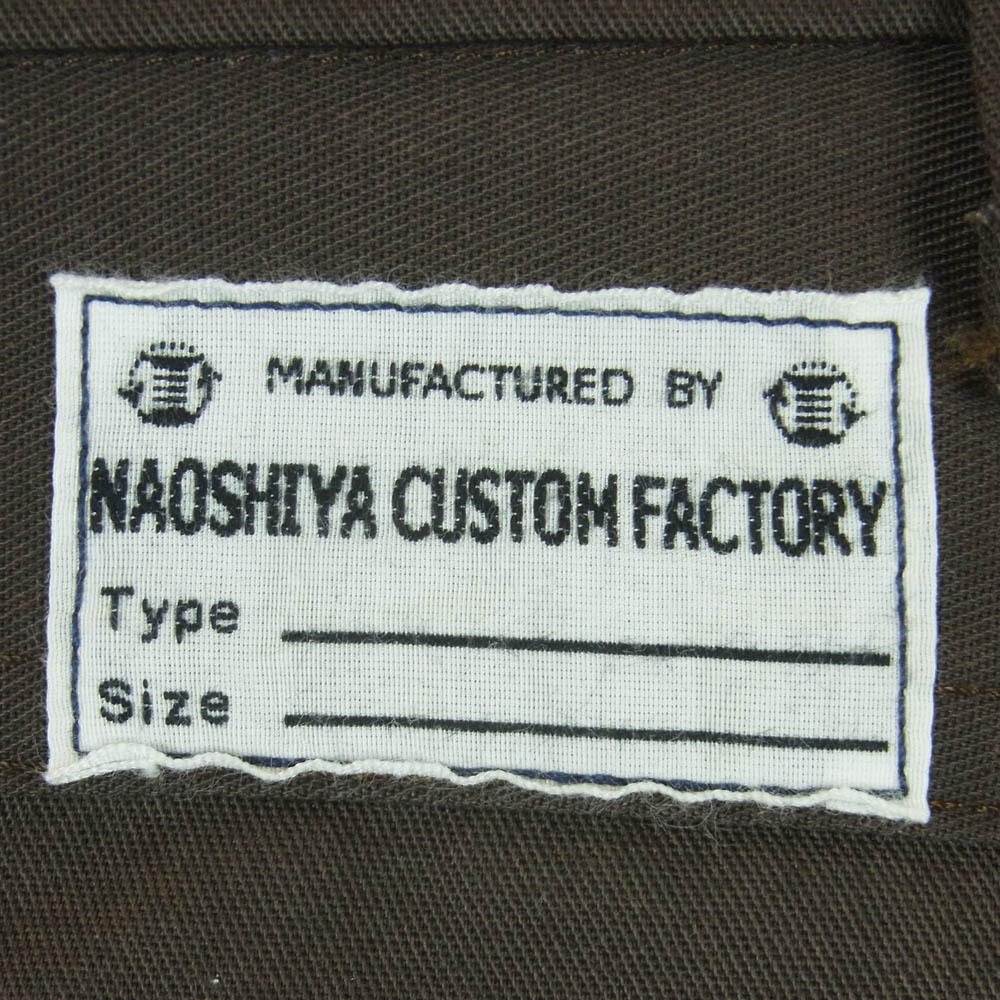 MANUFACTURED BY
NAOSHIYA CUSTOM FACTORY
Type
Size